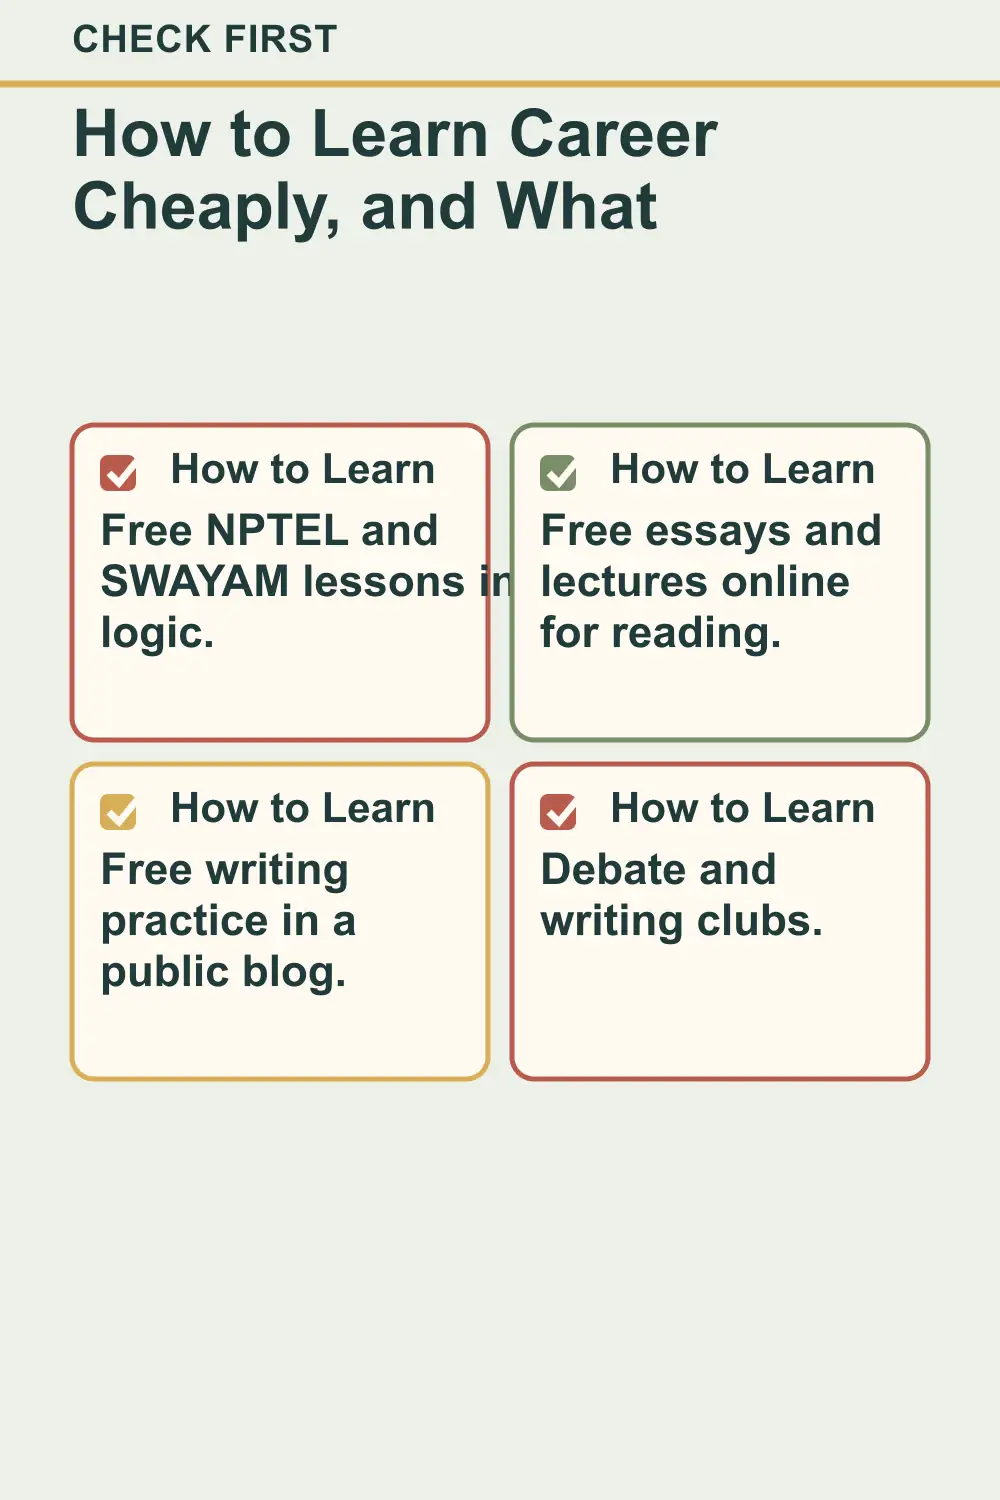 CHECK FIRST
How to Learn Career
Cheaply, and What
How to Learn
Free NPTEL and
SWAYAM lessons in
logic.
How to Learn
Free essays and
lectures online
for reading.
How to Learn
Free writing
practice in a
public blog.
How to Learn
Debate and
writing clubs.